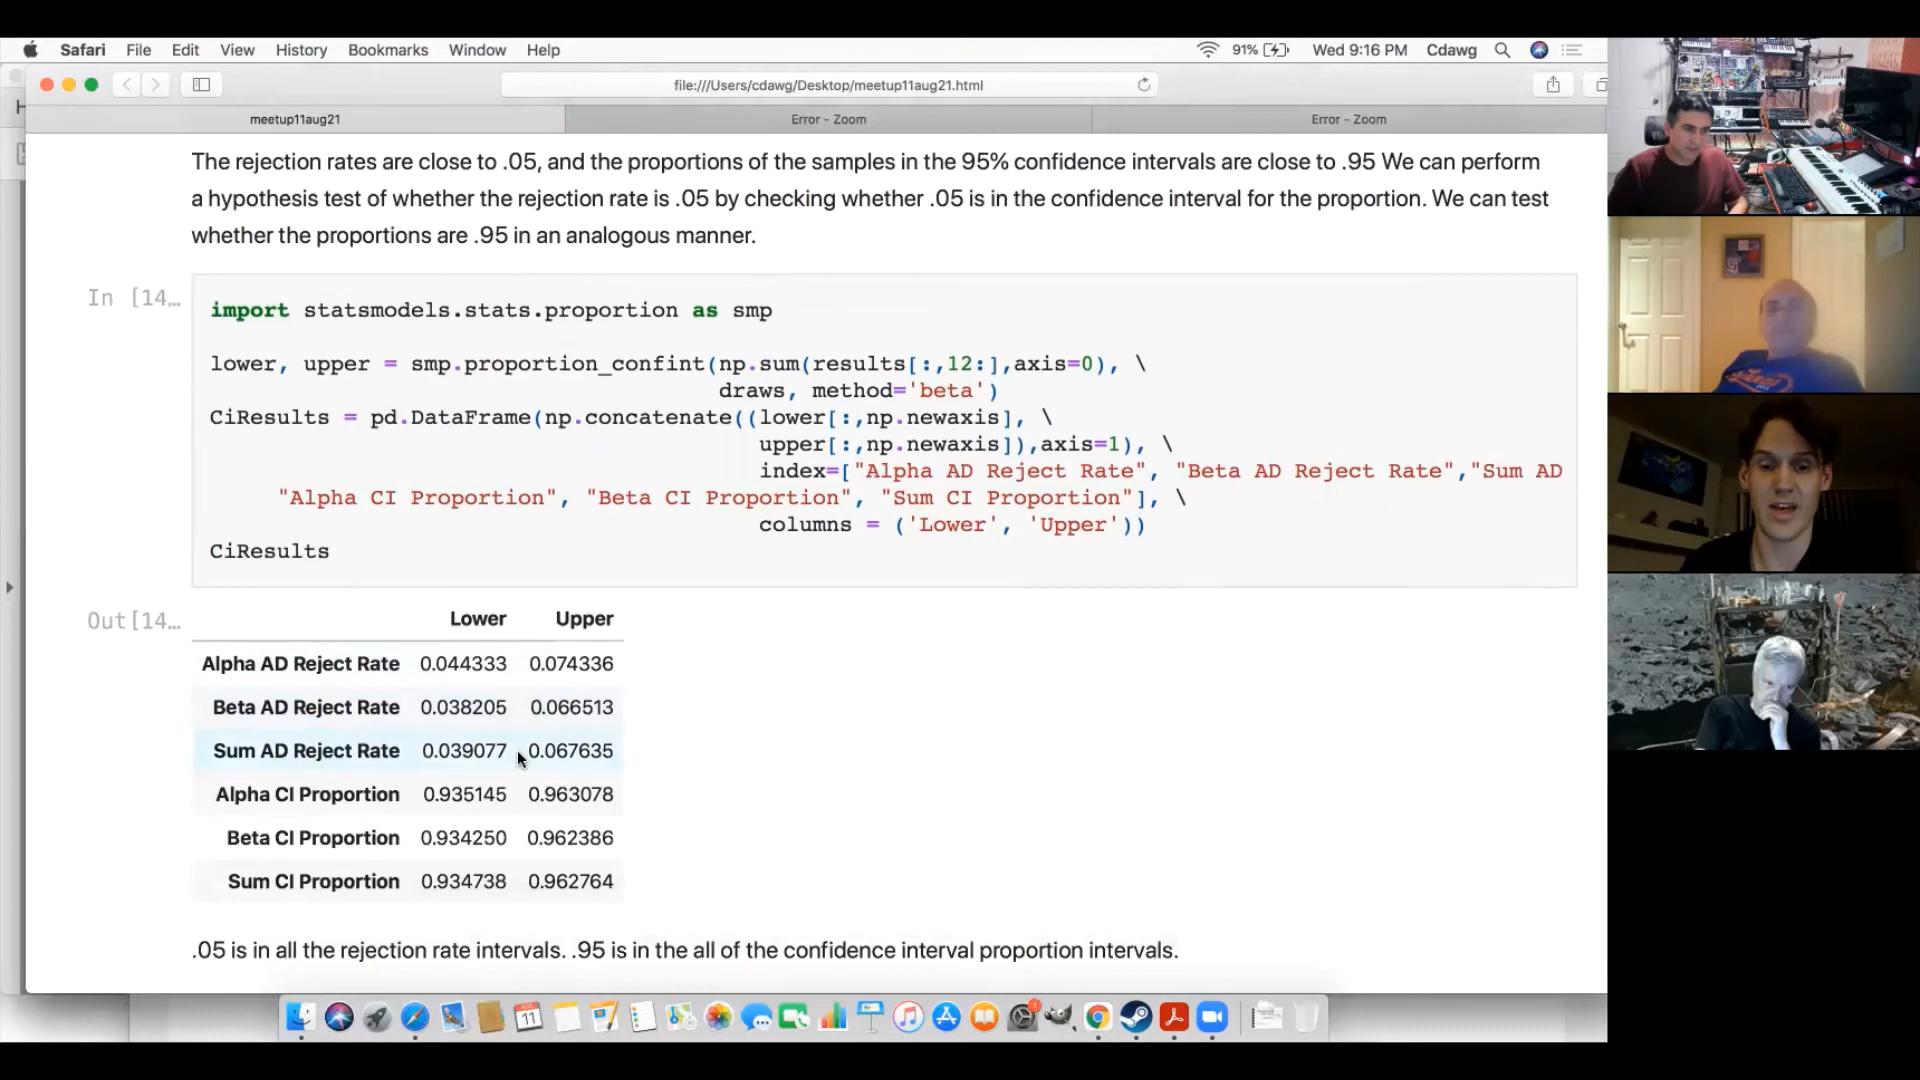 Safari File Edit View History Bookmarks Window Help 91% Wed 9:16 PM Cdawg
file:///Users/cdawg/Desktop/meetup11aug21.html
meetup11aug21 Error - Zoom Error - Zoom
The rejection rates are close to .05, and the proportions of the samples in the 95% confidence intervals are close to .95 We can perform
a hypothesis test of whether the rejection rate is .05 by checking whether .05 is in the confidence interval for the proportion. We can test
whether the proportions are .95 in an analogous manner.
In [14…
import statsmodels.stats.proportion as smp
lower, upper = smp.proportion_confint(np.sum(results[:,12:],axis=0), \
draws, method='beta')
CiResults = pd.DataFrame(np.concatenate((lower[:,np.newaxis], \
upper[:,np.newaxis]),axis=1), \
index=["Alpha AD Reject Rate", "Beta AD Reject Rate","Sum AD
"Alpha CI Proportion", "Beta CI Proportion", "Sum CI Proportion"], \
columns = ('Lower', 'Upper'))
CiResults
Out[14…
Lower Upper
Alpha AD Reject Rate 0.044333 0.074336
Beta AD Reject Rate 0.038205 0.066513
Sum AD Reject Rate 0.039077 0.067635
Alpha CI Proportion 0.935145 0.963078
Beta CI Proportion 0.934250 0.962386
Sum CI Proportion 0.934738 0.962764
.05 is in all the rejection rate intervals. .95 is in the all of the confidence interval proportion intervals.
11